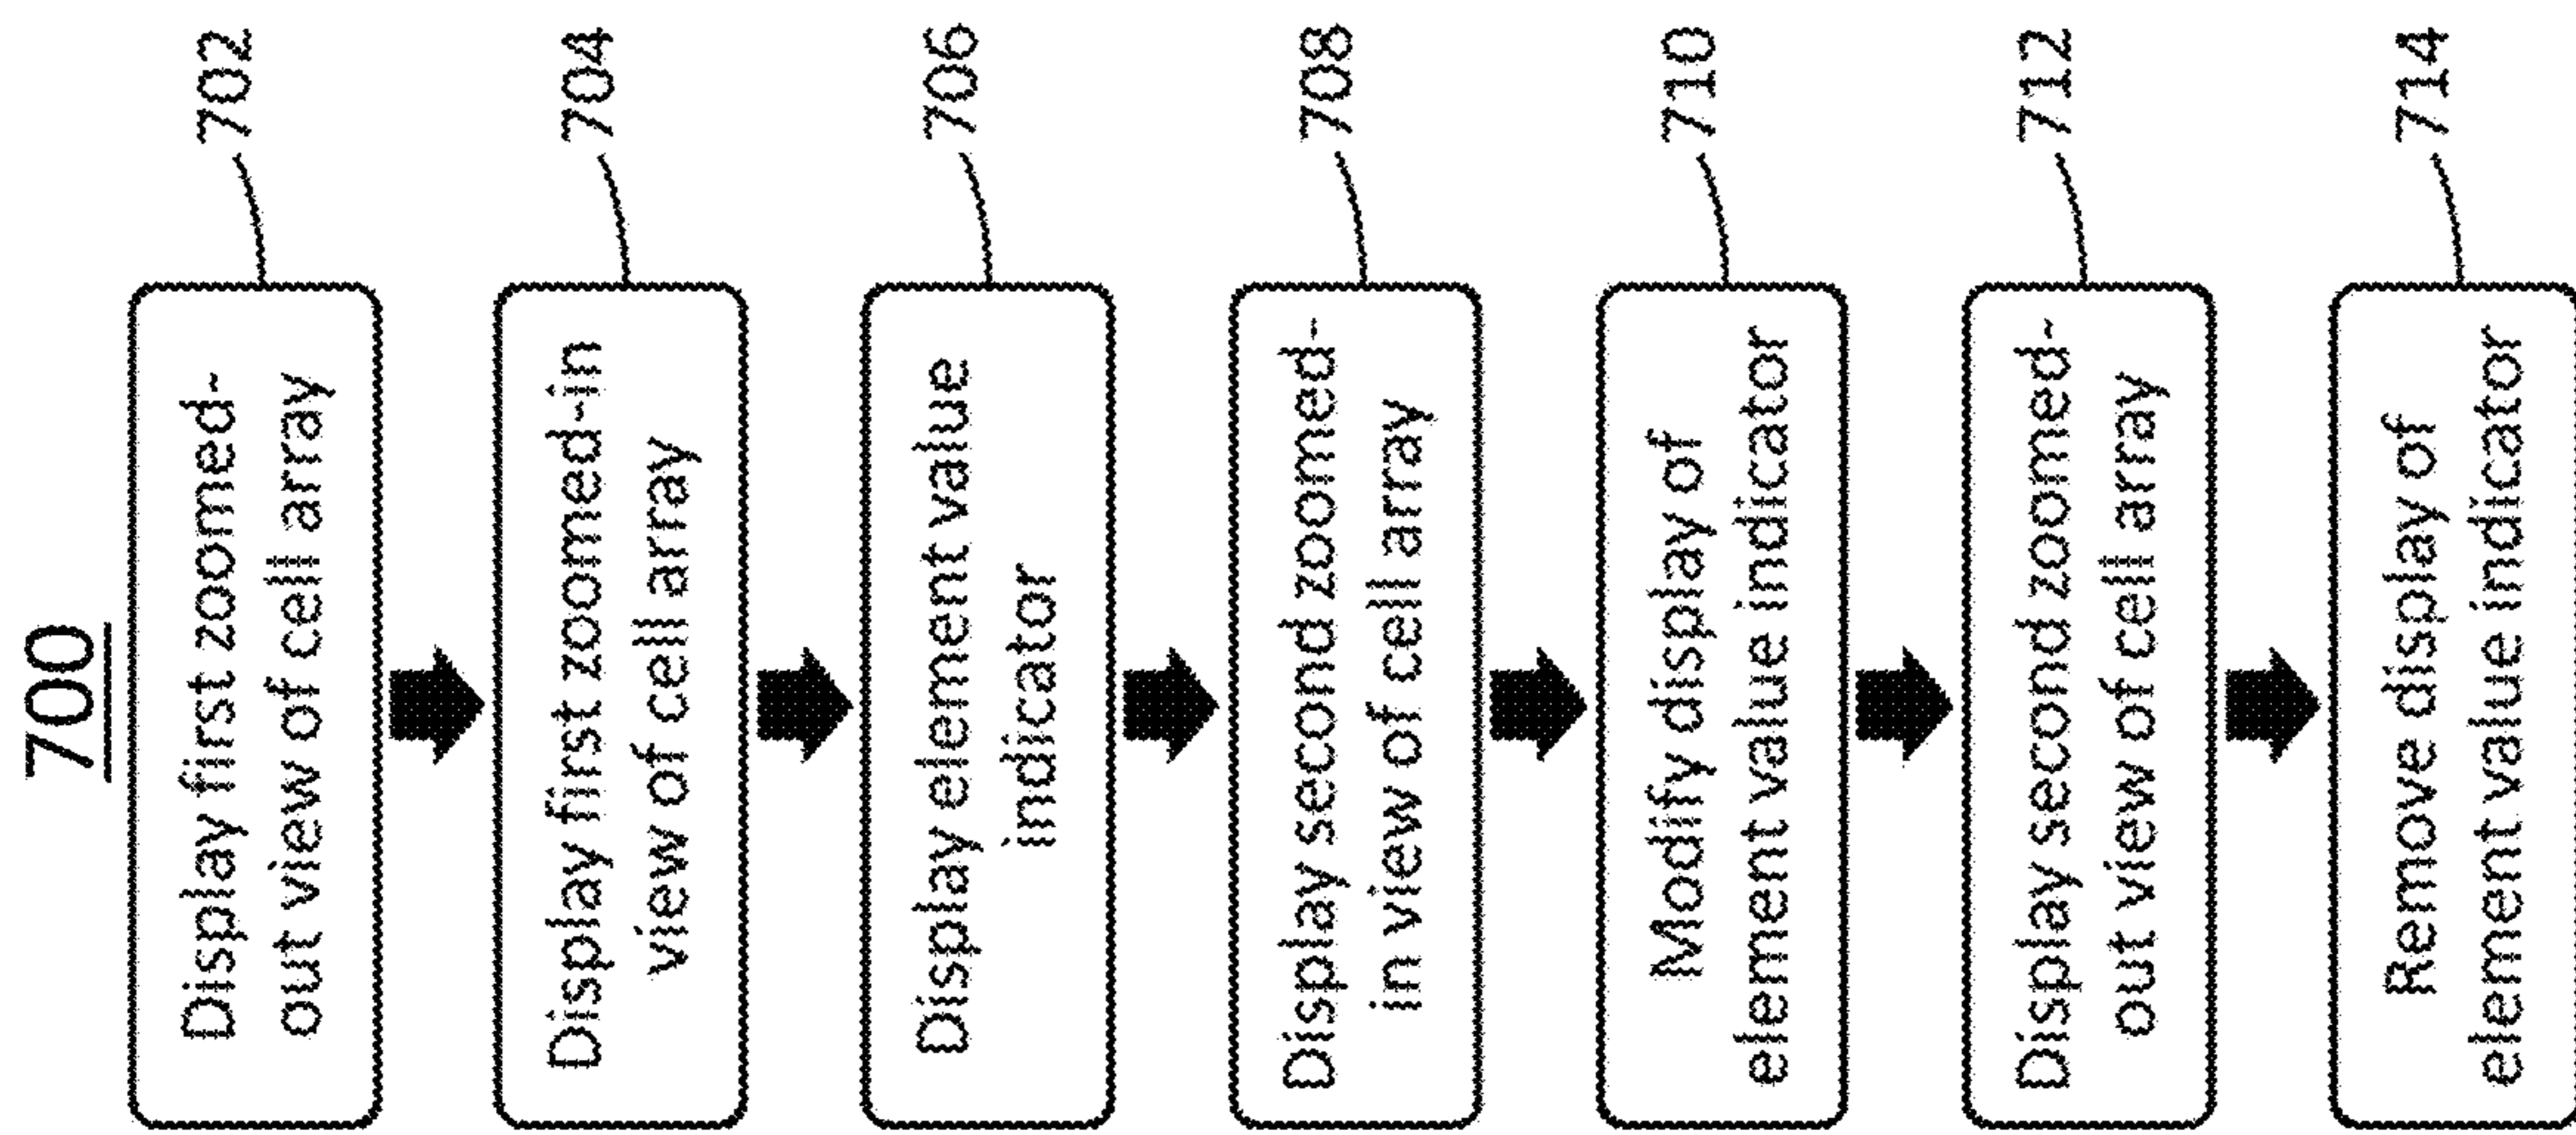 700
Display first zoomed-
out view of cell array
702
Display first zoomed-in
view of cell array
704
Display element value
indicator
706
Display second zoomed-
in view of cell array
708
Modify display of
element value indicator
710
Display second zoomed-
out view of cell array
712
Remove display of
element value indicator
714